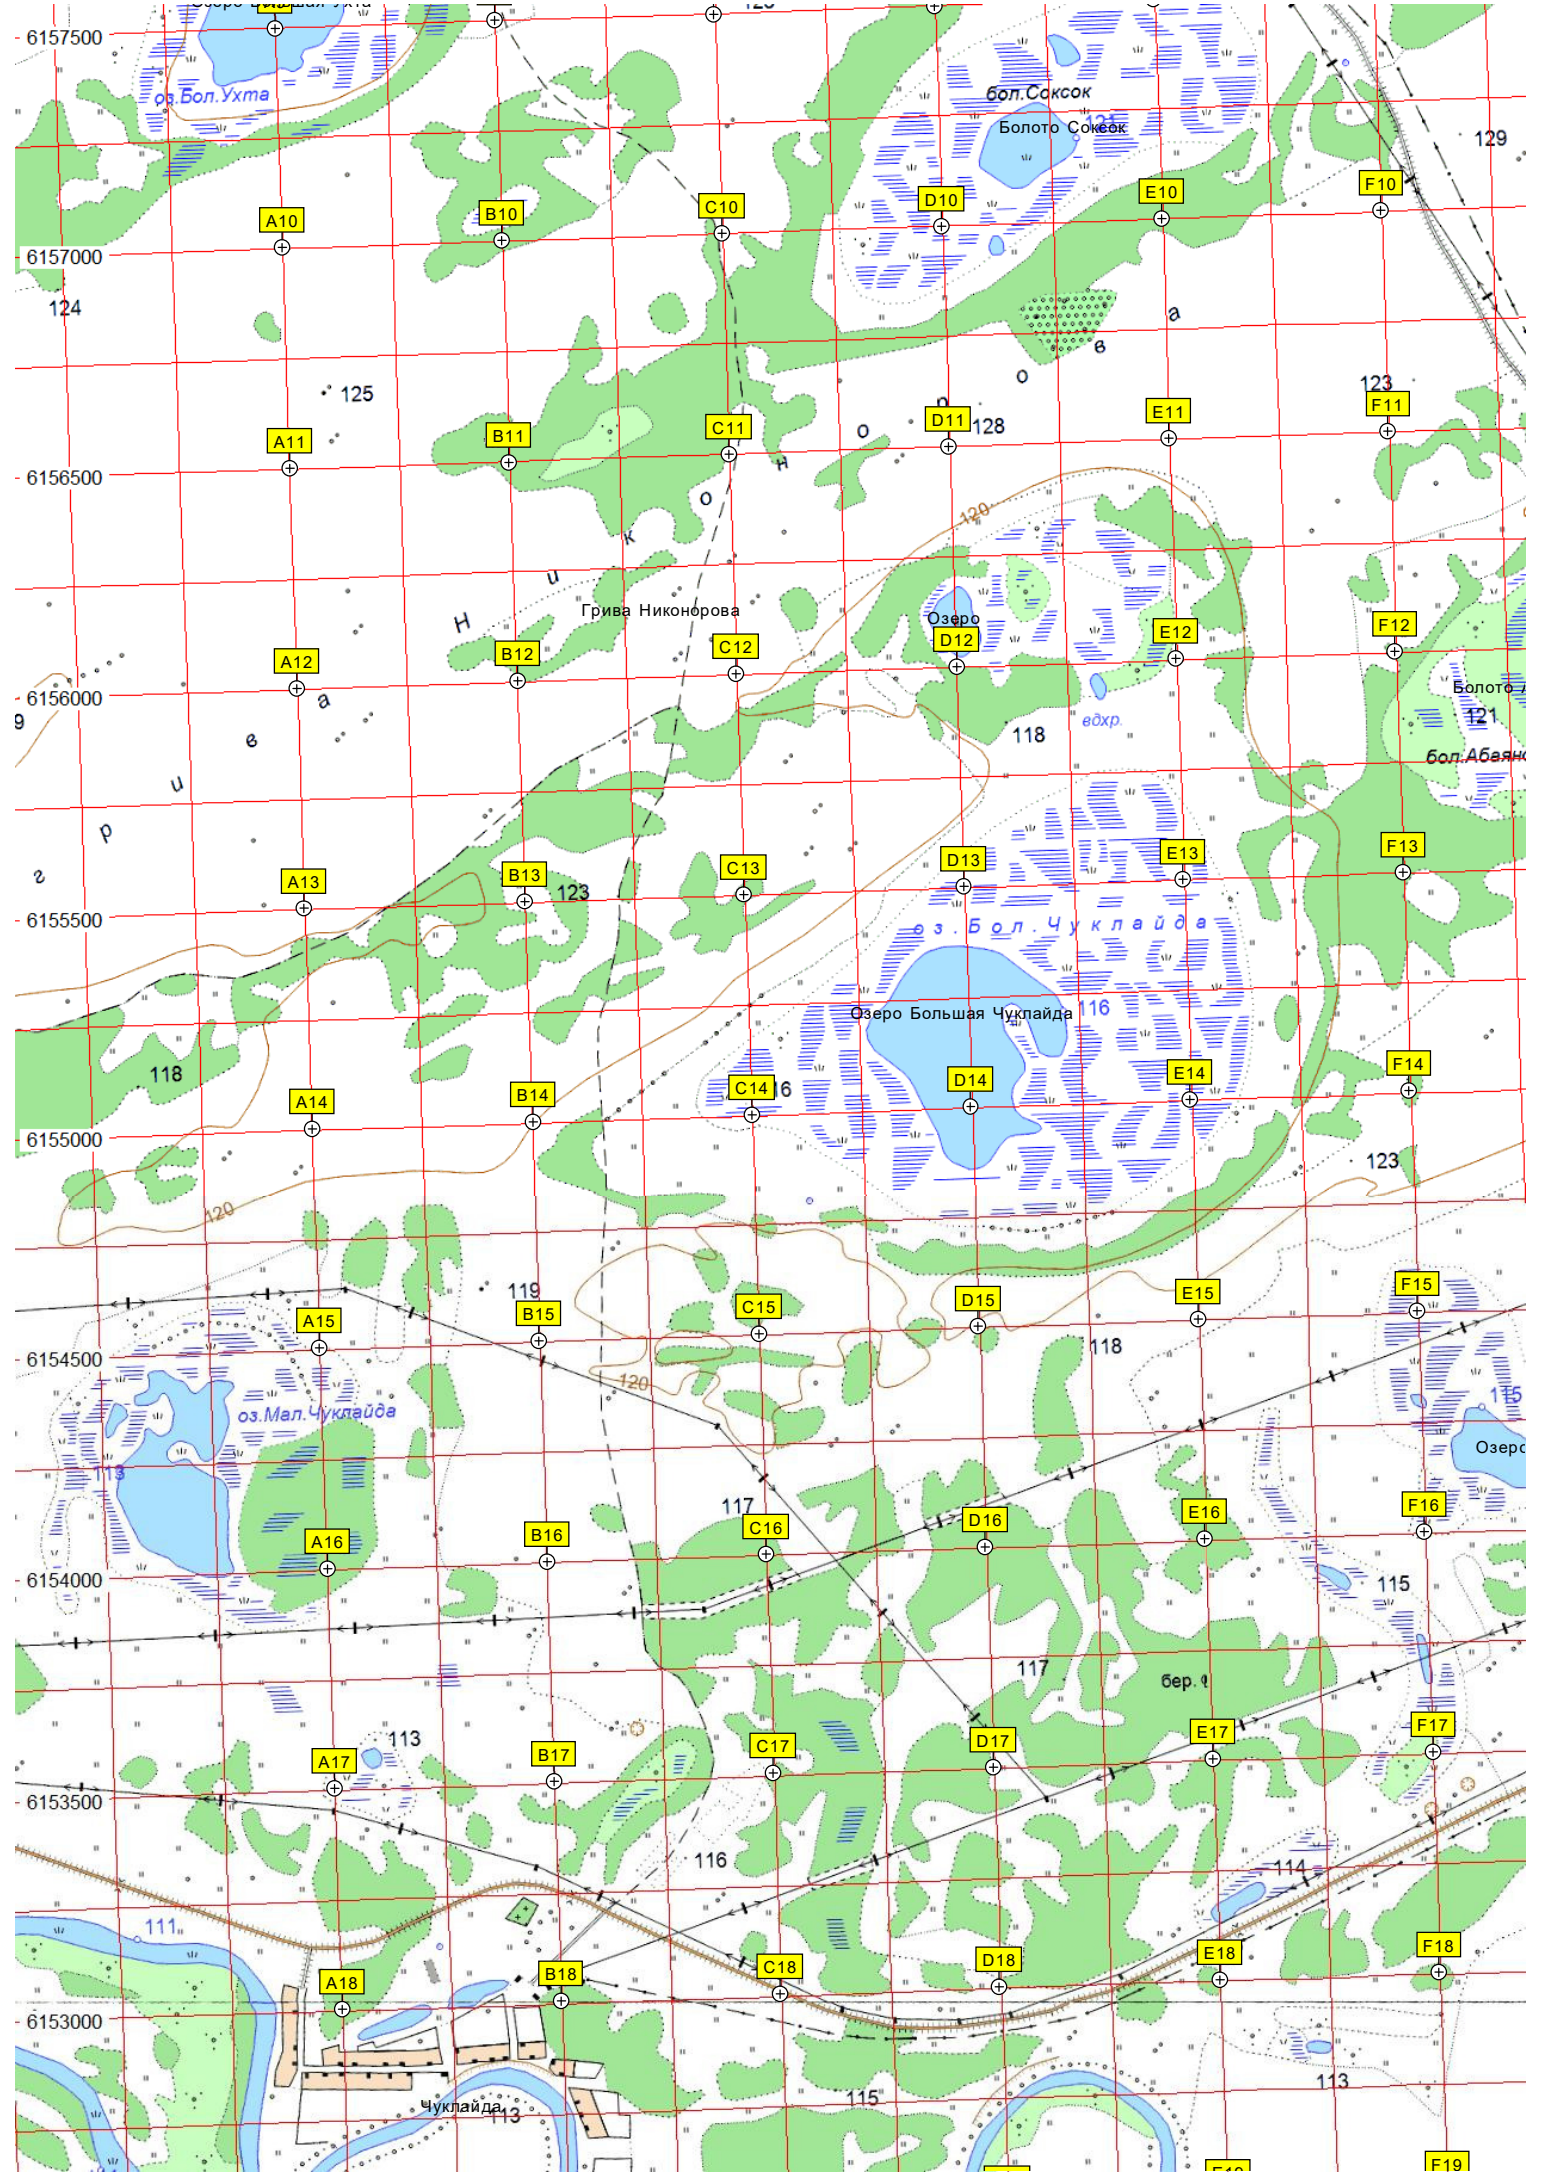 6157500
оз.Бол.Ухта
бол.Соксок
Болото Соксок
129
A10
B10
C10
D10
E10
F10
6157000
124
а
в
о
125
123
A11
B11
C11
D11
E11
F11
128
о
н
6156500
о
к
120
и
Н
Грива Никонорова
Озеро
A12
B12
C12
D12
E12
F12
6156000
9
а
в
и
р
г
118
вдхр.
121
бол.Абаяно
A13
B13
C13
D13
E13
F13
123
6155500
оз.Бол.Чуклайда
Озеро Большая Чуклайда
116
118
A14
B14
C14
D14
E14
F14
6155000
123
120
119
A15
B15
C15
D15
E15
F15
6154500
118
120
оз.Мал.Чуклайда
113
115
Озеро
117
A16
B16
C16
D16
E16
F16
6154000
115
117
бер.
113
A17
B17
C17
D17
E17
F17
6153500
116
114
111
A18
B18
C18
D18
E18
F18
6153000
Чуклайда
113
115
113
F19